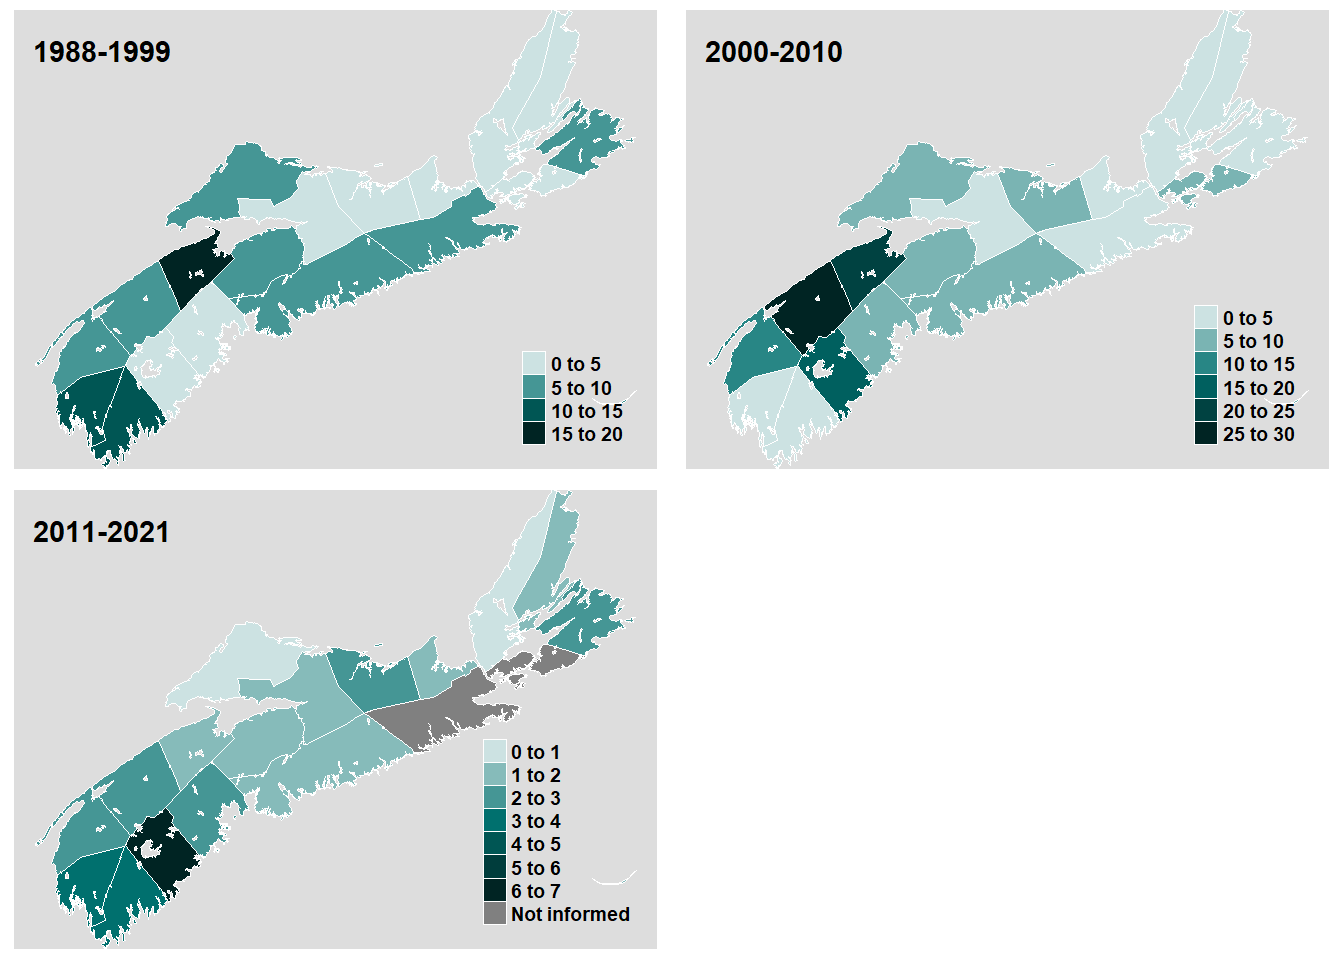 1988-1999
0 to 5
5 to 10
10 to 15
15 to 20
2000-2010
0 to 5
5 to 10
10 to 15
15 to 20
20 to 25
25 to 30
2011-2021
0 to 1
1 to 2
2 to 3
3 to 4
4 to 5
5 to 6
6 to 7
Not informed